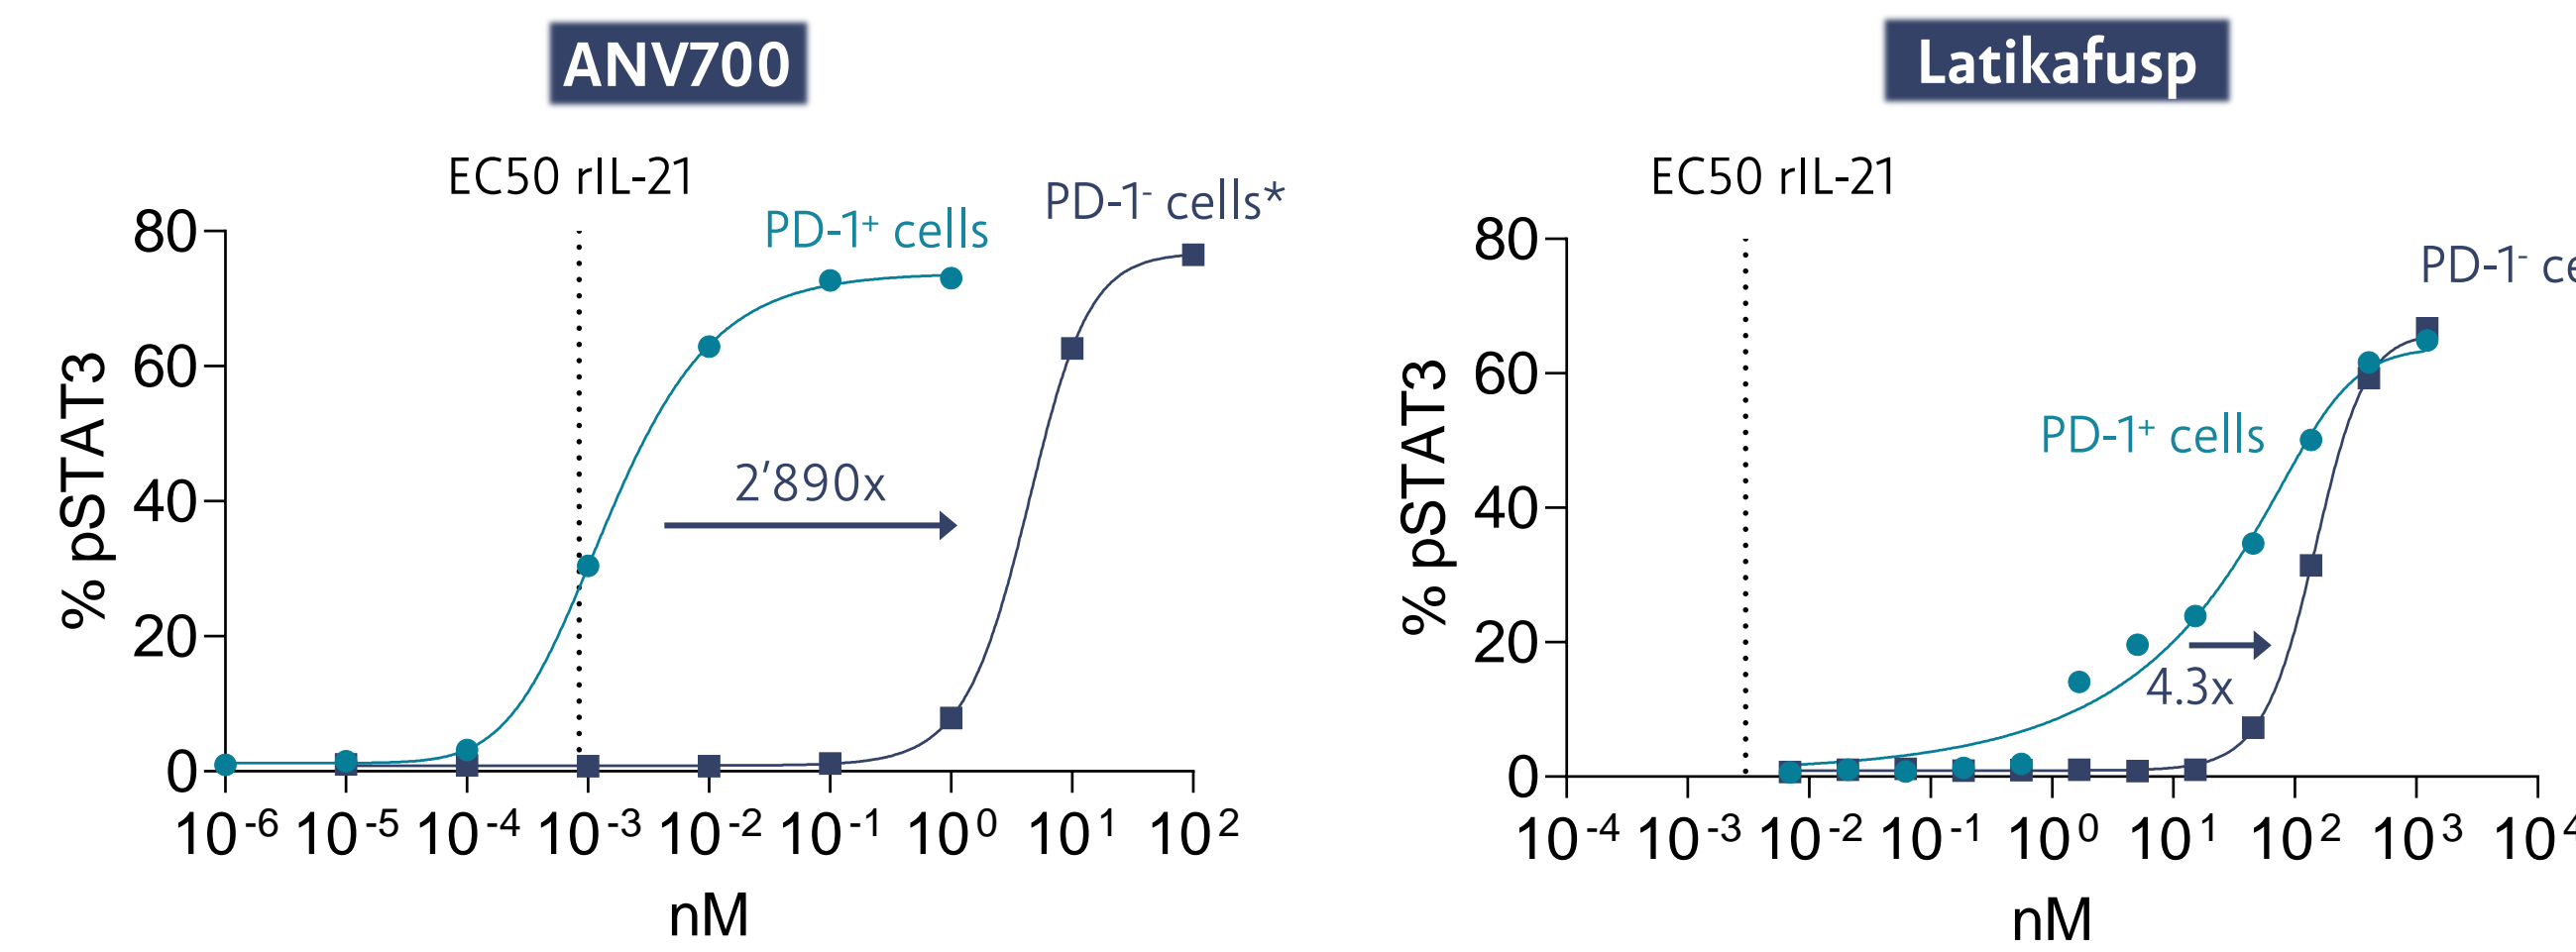 ANV700
EC50 rIL-21
PD-1⁺ cells
PD-1⁻ cells*
80
60
40
20
0
% pSTAT3
2’890x
10⁻⁶ 10⁻⁵ 10⁻⁴ 10⁻³ 10⁻² 10⁻¹ 10⁰ 10¹ 10²
nM
Latikafusp
EC50 rIL-21
PD-1⁻ ce
PD-1⁺ cells
80
60
40
20
0
% pSTAT3
4.3x
10⁻⁴ 10⁻³ 10⁻² 10⁻¹ 10⁰ 10¹ 10² 10³ 10⁴
nM